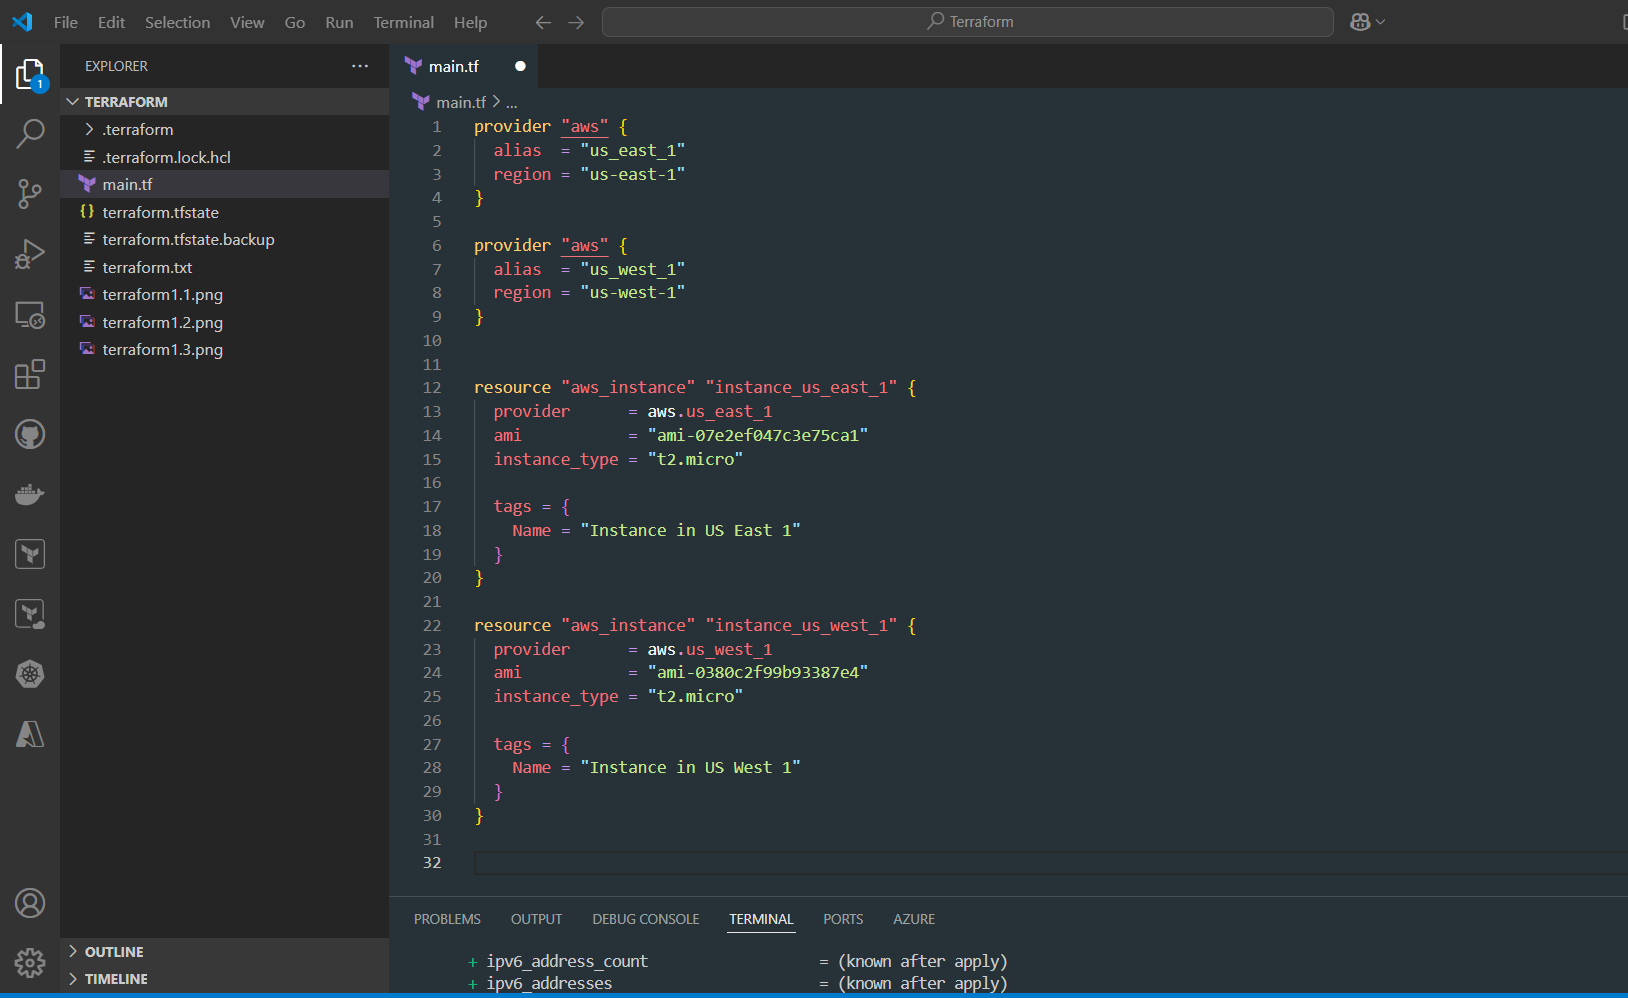 File Edit Selection View Go Run Terminal Help
Terraform
EXPLORER
TERRAFORM
.terraform
.terraform.lock.hcl
main.tf
terraform.tfstate
terraform.tfstate.backup
terraform.txt
terraform1.1.png
terraform1.2.png
terraform1.3.png
OUTLINE
TIMELINE
1
main.tf
main.tf > ...
1 provider "aws" {
2   alias  = "us_east_1"
3   region = "us-east-1"
4 }
5
6 provider "aws" {
7   alias  = "us_west_1"
8   region = "us-west-1"
9 }
10
11
12 resource "aws_instance" "instance_us_east_1" {
13   provider      = aws.us_east_1
14   ami           = "ami-07e2ef047c3e75ca1"
15   instance_type = "t2.micro"
16
17   tags = {
18     Name = "Instance in US East 1"
19   }
20 }
21
22 resource "aws_instance" "instance_us_west_1" {
23   provider      = aws.us_west_1
24   ami           = "ami-0380c2f99b93387e4"
25   instance_type = "t2.micro"
26
27   tags = {
28     Name = "Instance in US West 1"
29   }
30 }
31
32
PROBLEMS OUTPUT DEBUG CONSOLE TERMINAL PORTS AZURE
+ ipv6_address_count = (known after apply)
+ ipv6_addresses = (known after apply)